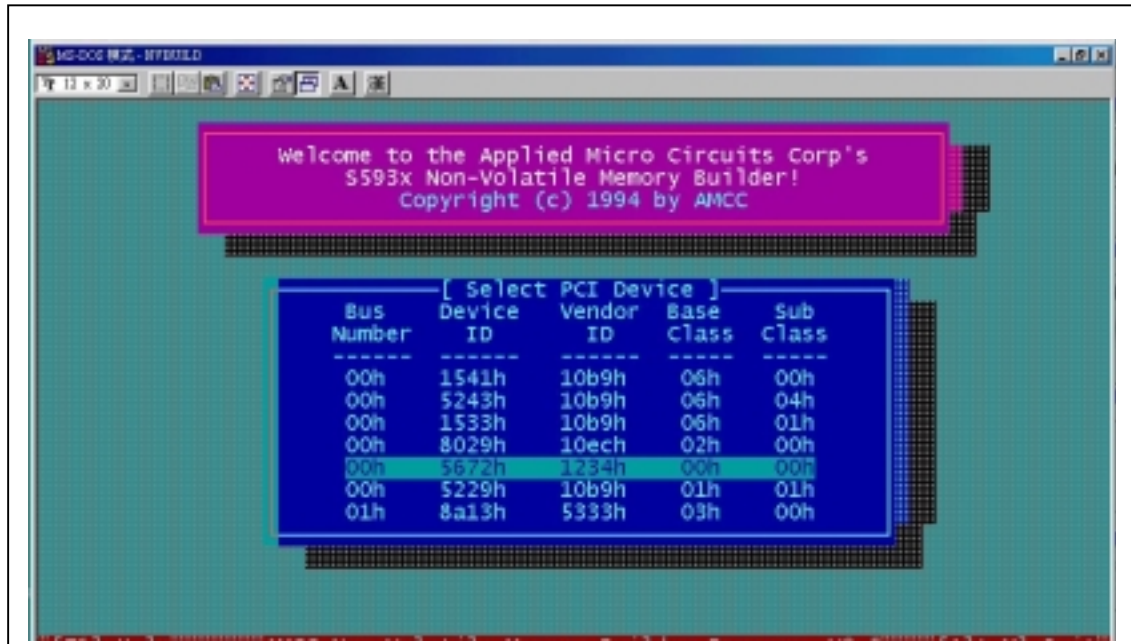 MS-DOS 模式 - NVBUILD
12 x 30 A
Welcome to the Applied Micro Circuits Corp's
S593x Non-Volatile Memory Builder!
Copyright (c) 1994 by AMCC
[ Select PCI Device ]
Bus Device Vendor Base Sub
Number ID ID Class Class
------ ------ ------ ----- -----
00h 1541h 10b9h 06h 00h
00h 5243h 10b9h 06h 04h
00h 1533h 10b9h 06h 01h
00h 8029h 10ech 02h 00h
00h 5672h 1234h 00h 00h
00h 5229h 10b9h 01h 01h
01h 8a13h 5333h 03h 00h